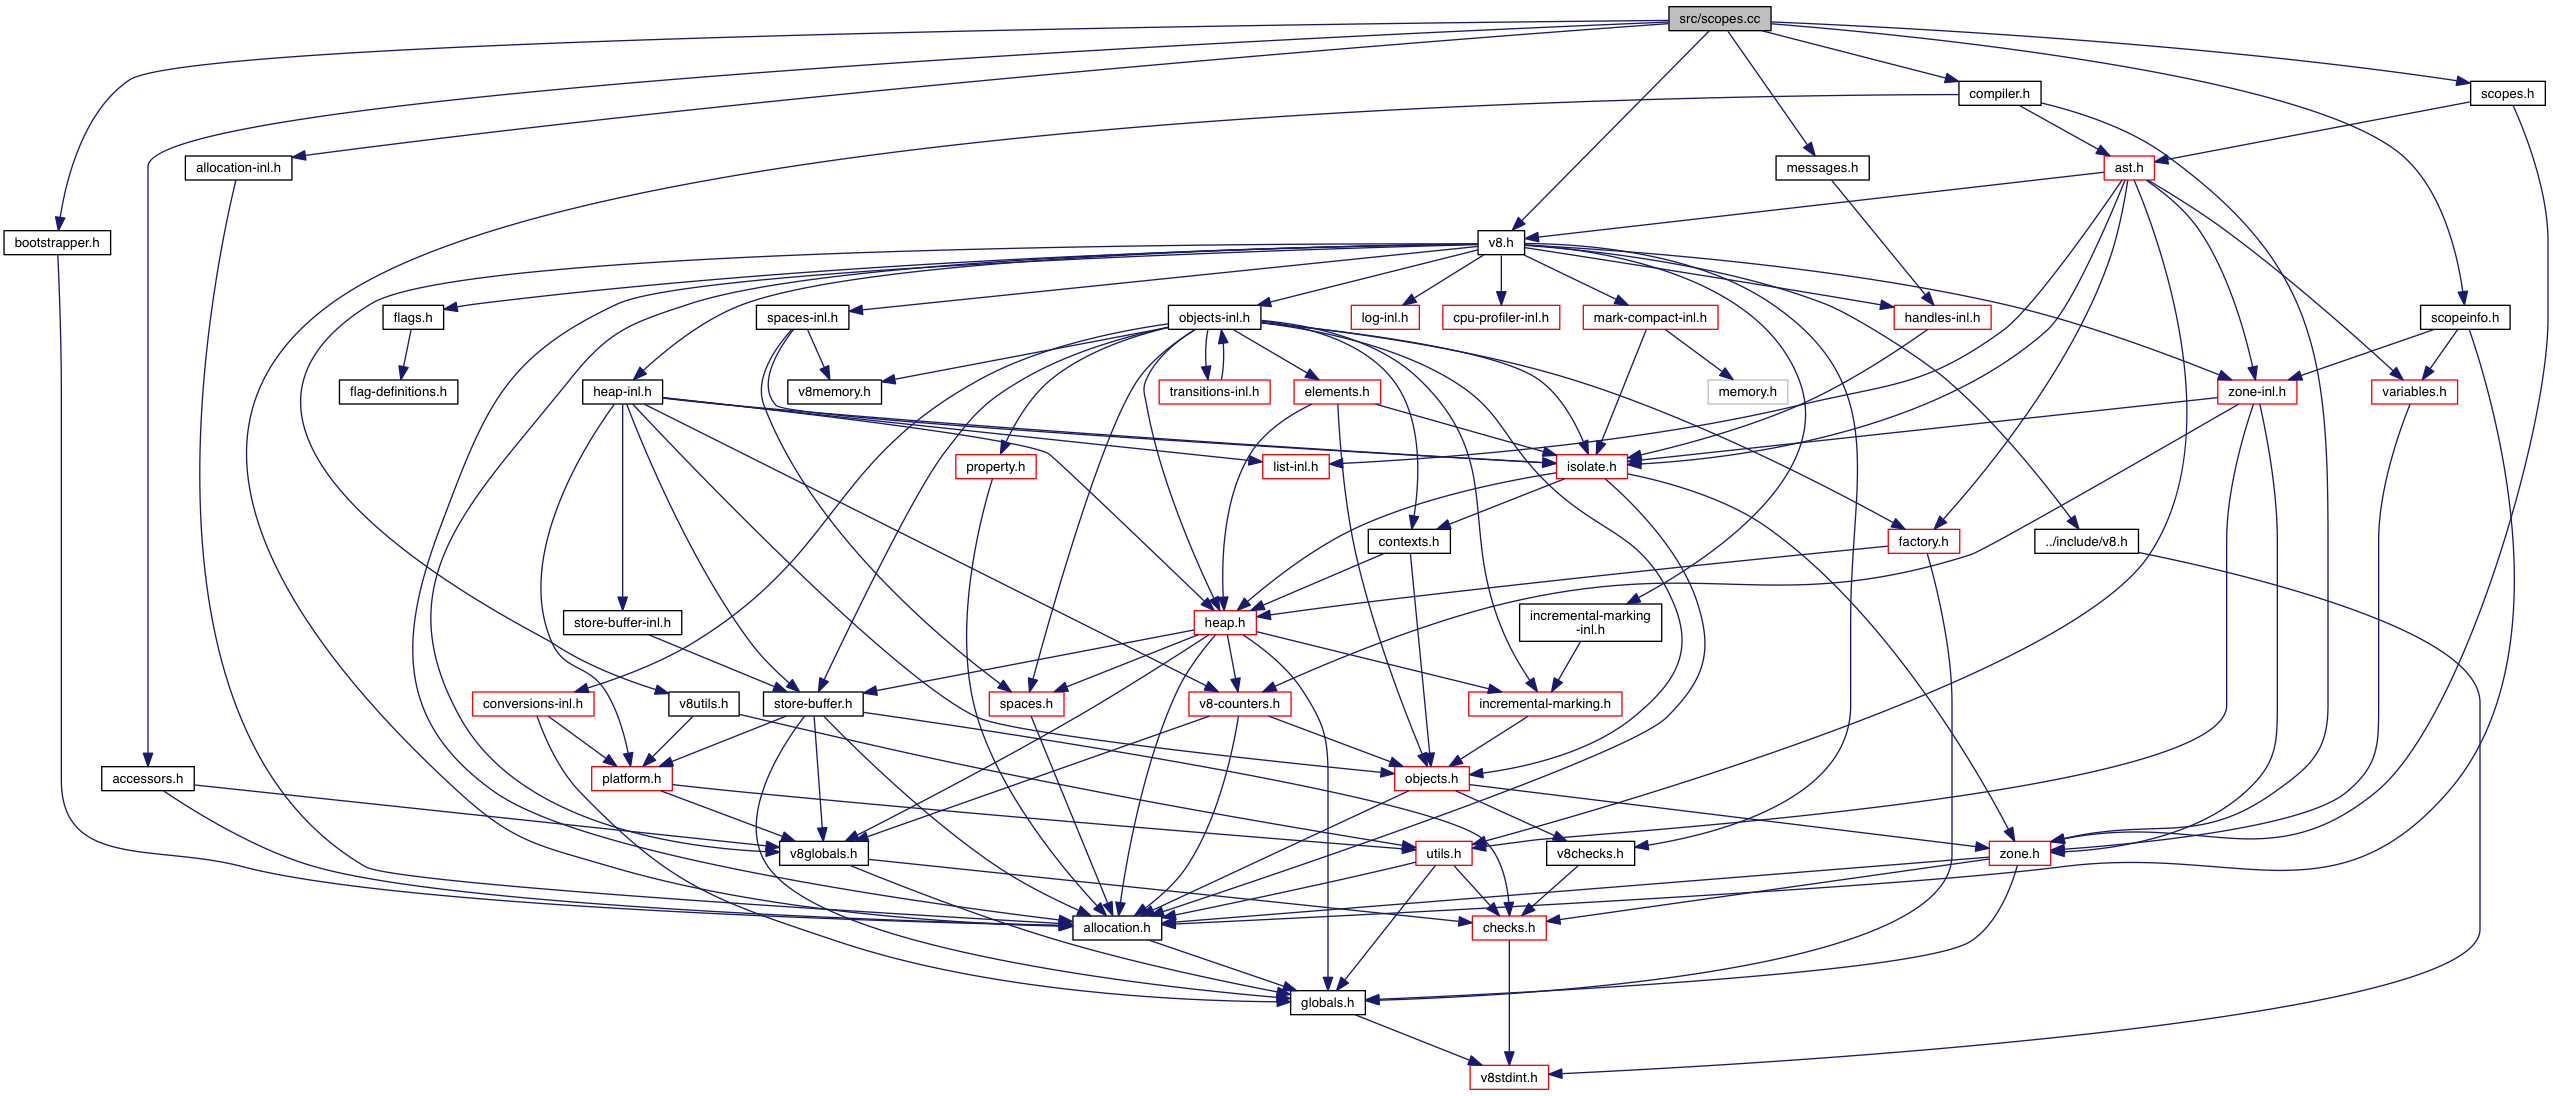 src/scopes.cc
compiler.h
scopes.h
allocation-inl.h
messages.h
ast.h
bootstrapper.h
v8.h
flags.h
spaces-inl.h
objects-inl.h
log-inl.h
cpu-profiler-inl.h
mark-compact-inl.h
handles-inl.h
scopeinfo.h
flag-definitions.h
heap-inl.h
v8memory.h
transitions-inl.h
elements.h
memory.h
zone-inl.h
variables.h
property.h
list-inl.h
isolate.h
contexts.h
factory.h
../include/v8.h
store-buffer-inl.h
heap.h
incremental-marking
-inl.h
conversions-inl.h
v8utils.h
store-buffer.h
spaces.h
v8-counters.h
incremental-marking.h
accessors.h
platform.h
objects.h
v8globals.h
utils.h
v8checks.h
zone.h
allocation.h
checks.h
globals.h
v8stdint.h